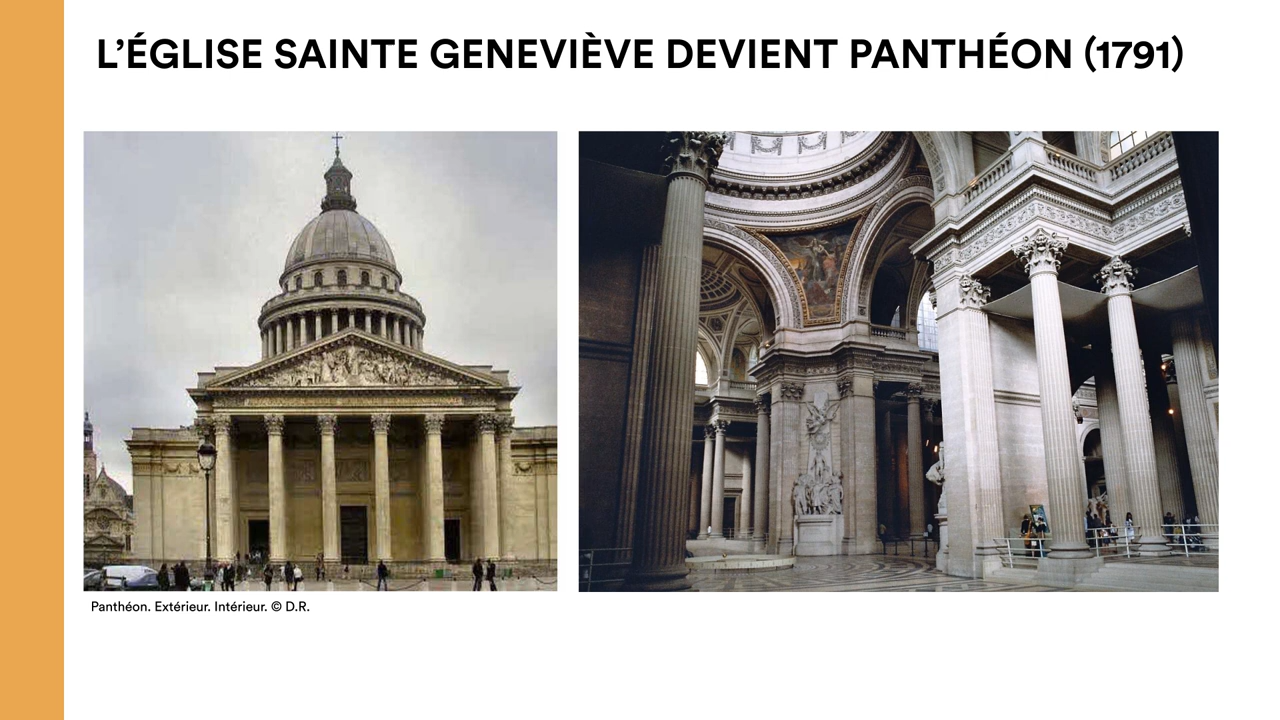 L’ÉGLISE SAINTE GENEVIÈVE DEVIENT PANTHÉON (1791)
Panthéon. Extérieur. Intérieur. © D.R.